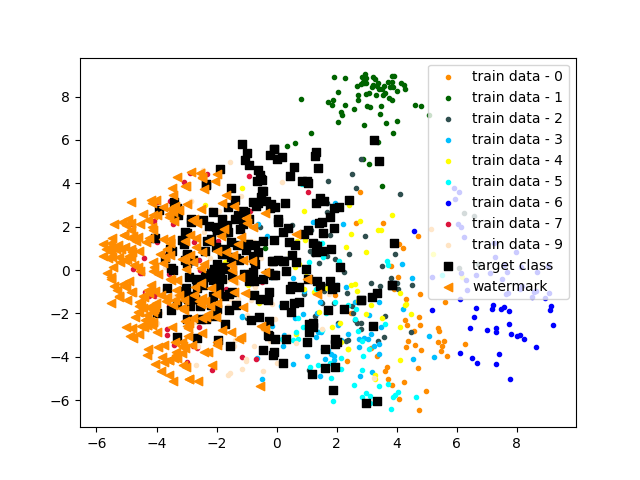 8
6
4
2
0
−2
−4
−6
−6 −4 −2 0 2 4 6 8
train data - 0
train data - 1
train data - 2
train data - 3
train data - 4
train data - 5
train data - 6
train data - 7
train data - 9
target class
watermark